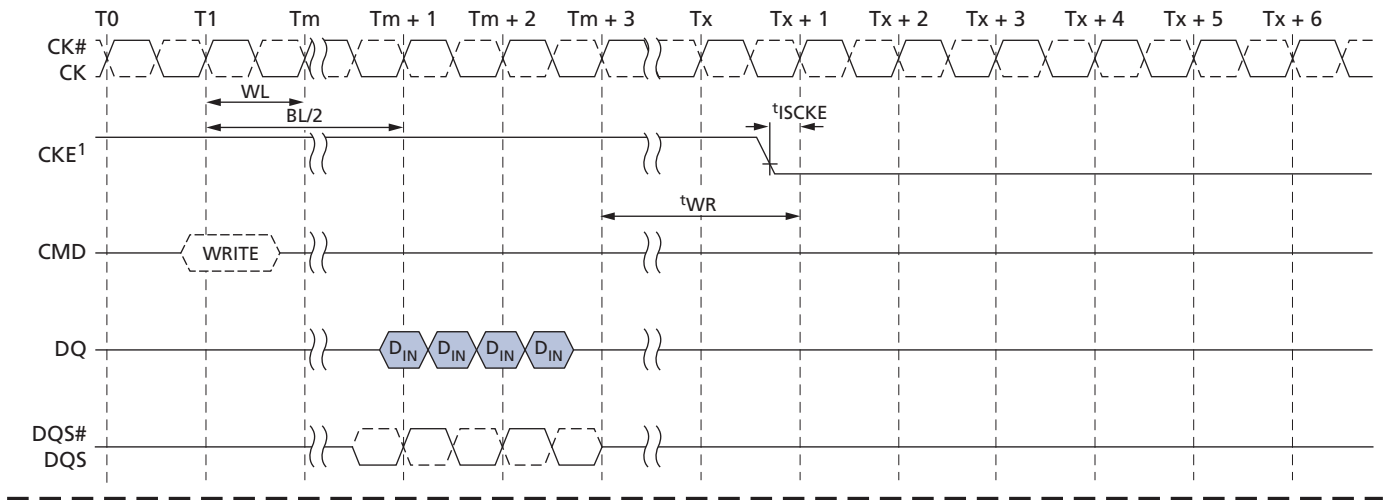 T0 T1 Tm Tm + 1 Tm + 2 Tm + 3 Tx Tx + 1 Tx + 2 Tx + 3 Tx + 4 Tx + 5 Tx + 6
CK#
CK
WL
BL/2
tISCKE
CKE1
tWR
CMD WRITE
DQ DIN DIN DIN DIN
DQS#
DQS